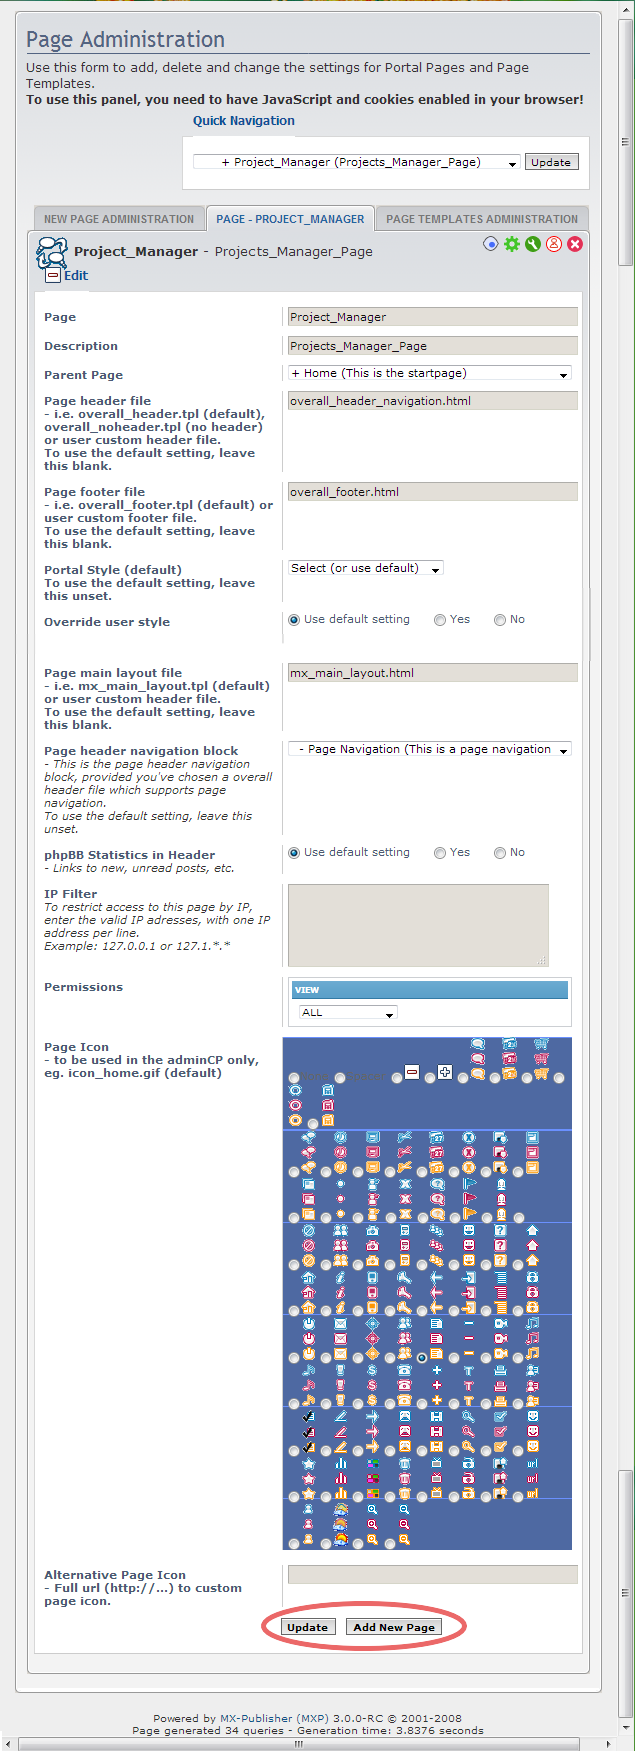 Page Administration
Use this form to add, delete and change the settings for Portal Pages and Page
Templates.
To use this panel, you need to have JavaScript and cookies enabled in your browser!
Quick Navigation
+ Project_Manager (Projects_Manager_Page)
Update
NEW PAGE ADMINISTRATION
PAGE - PROJECT_MANAGER
PAGE TEMPLATES ADMINISTRATION
Project_Manager - Projects_Manager_Page
Edit
Page
Project_Manager
Description
Projects_Manager_Page
Parent Page
+ Home (This is the startpage)
Page header file
- i.e. overall_header.tpl (default),
overall_noheader.tpl (no header)
or user custom header file.
To use the default setting, leave
this blank.
overall_header_navigation.html
Page footer file
- i.e. overall_footer.tpl (default) or
user custom footer file.
To use the default setting, leave
this blank.
overall_footer.html
Portal Style (default)
To use the default setting, leave
this unset.
Select (or use default)
Override user style
Use default setting
Yes
No
Page main layout file
- i.e. mx_main_layout.tpl (default)
or user custom header file.
To use the default setting, leave
this blank.
mx_main_layout.html
Page header navigation block
- This is the page header navigation
block, provided you've chosen a overall
header file which supports page
navigation.
To use the default setting, leave this
unset.
- Page Navigation (This is a page navigation
phpBB Statistics in Header
- Links to new, unread posts, etc.
Use default setting
Yes
No
IP Filter
To restrict access to this page by IP,
enter the valid IP adresses, with one IP
address per line.
Example: 127.0.0.1 or 127.1.*.*
Permissions
VIEW
ALL
Page Icon
- to be used in the adminCP only,
eg. icon_home.gif (default)
Alternative Page Icon
- Full url (http://...) to custom
page icon.
Update
Add New Page
Powered by MX-Publisher (MXP) 3.0.0-RC © 2001-2008
Page generated 34 queries - Generation time: 3.8376 seconds